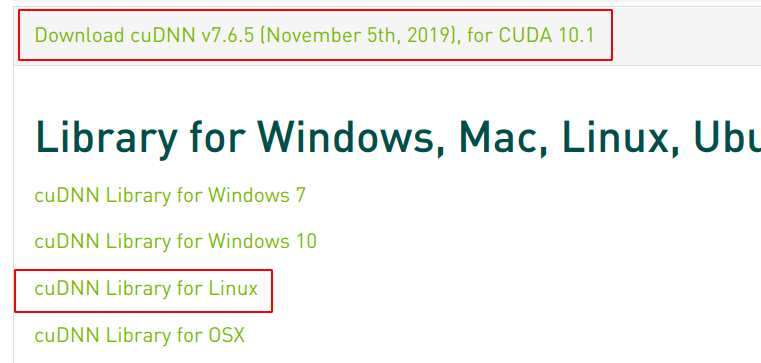 Download cuDNN v7.6.5 (November 5th, 2019), for CUDA 10.1
Library for Windows, Mac, Linux, Ubu
cuDNN Library for Windows 7
cuDNN Library for Windows 10
cuDNN Library for Linux
cuDNN Library for OSX